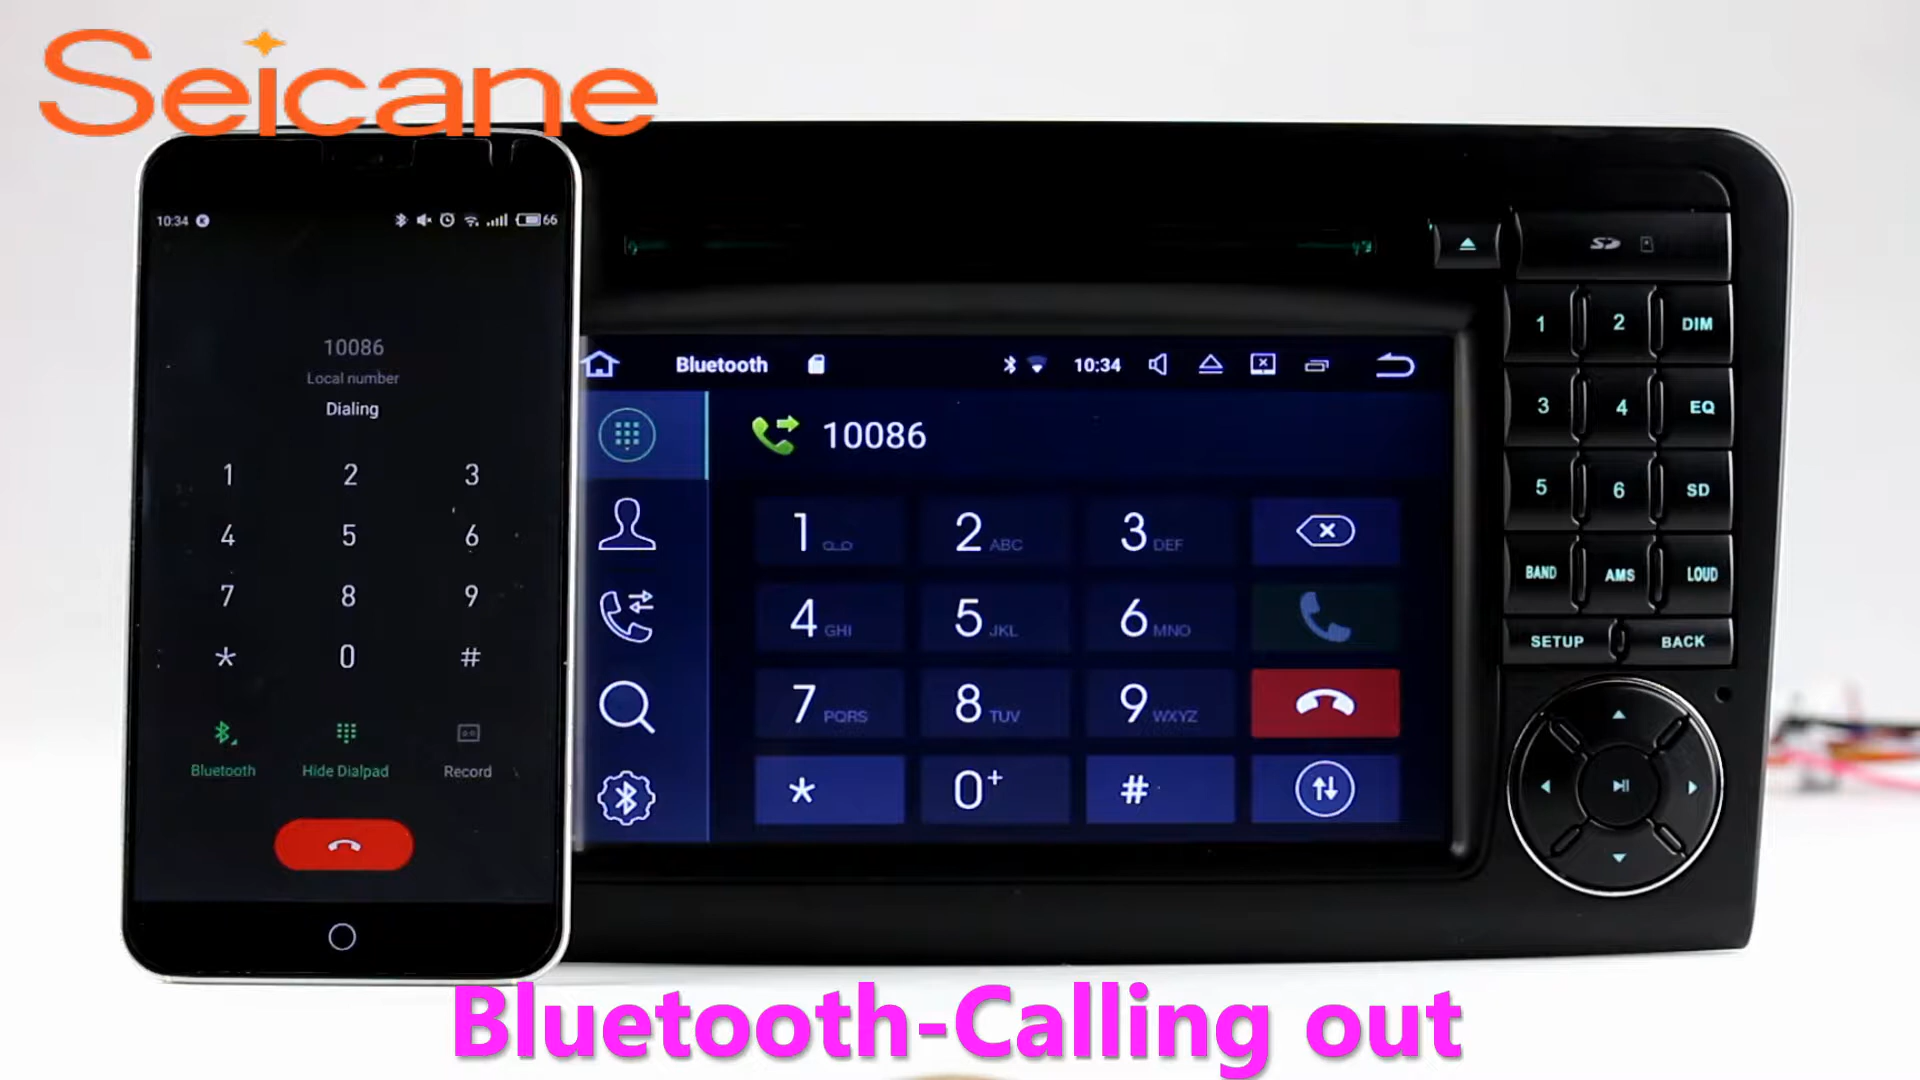 Seicane
10:34
66
10086
Local number
Dialing
1 2 3
4 5 6
7 8 9
* 0 #
Bluetooth Hide Dialpad Record
Bluetooth 10:34
10086
1 2 ABC 3 DEF
4 GHI 5 JKL 6 MNO
7 PQRS 8 TUV 9 WXYZ
* 0+ #
SD
1 2 DIM
3 4 EQ
5 6 SD
BAND AMS LOUD
SETUP BACK
Bluetooth-Calling out